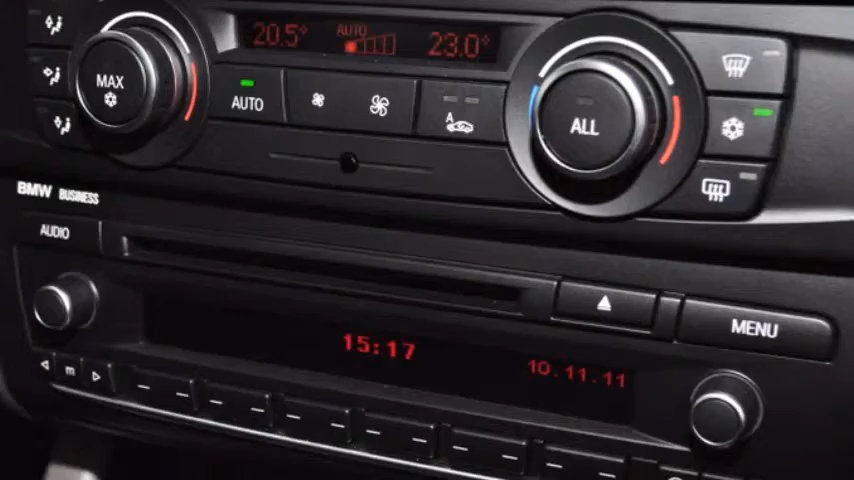 20.5° AUTO 23.0°
MAX
AUTO
A
ALL
BMW BUSINESS
AUDIO
MENU
15:17
10.11.11
m